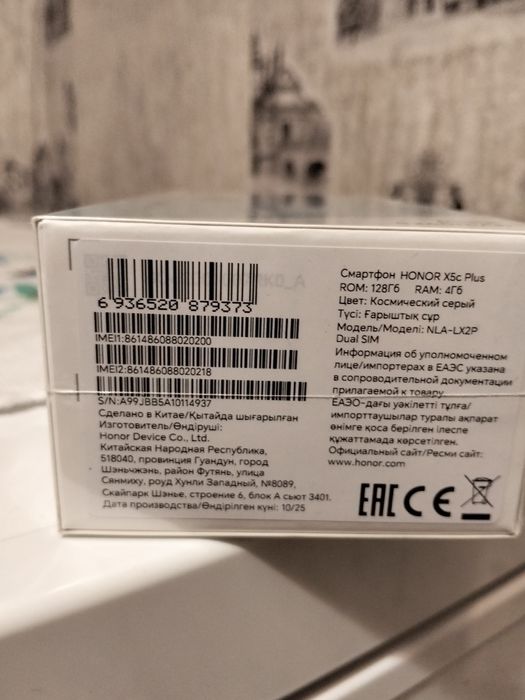 6 936520 879373
IMEI1:861486088020200
IMEI2:861486088020218
S/N:A99JBB5A10114937
Сделано в Китае/Қытайда шығарылған
Изготовитель/Өндіруші:
Honor Device Co., Ltd.
Китайская Народная Республика,
518040, провинция Гуандун, город
Шэньчжэнь, район Футянь, улица
Сянмиху, роуд Хунли Западный, №8089,
Скайпарк Шэнье, строение 6, блок А сьют 3401.
Дата производства/Өндірілген күні: 10/25
Смартфон HONOR X5c Plus
ROM: 128Гб RAM: 4Гб
Цвет: Космический серый
Түсі: Ғарыштық сұр
Модель/Моделі: NLA-LX2P
Dual SIM
Информация об уполномоченном
лице/импортерах в ЕАЭС указана
в сопроводительной документации
прилагаемой к товару
ЕАЭО-дағы уәкілетті тұлға/
импорттаушылар туралы ақпарат
өнімге қоса берілген ілеспе
құжаттамада көрсетілген.
Официальный сайт/Ресми сайт:
www.honor.com
EAC CE